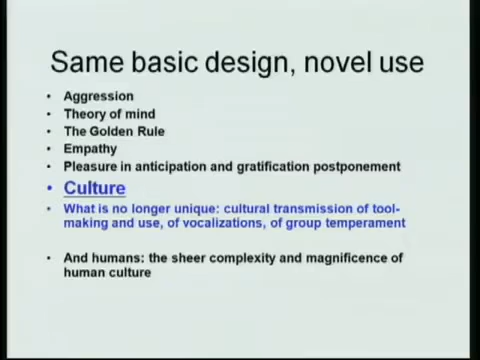 Same basic design, novel use
• Aggression
• Theory of mind
• The Golden Rule
• Empathy
• Pleasure in anticipation and gratification postponement
• Culture
• What is no longer unique: cultural transmission of tool-
making and use, of vocalizations, of group temperament
• And humans: the sheer complexity and magnificence of
human culture